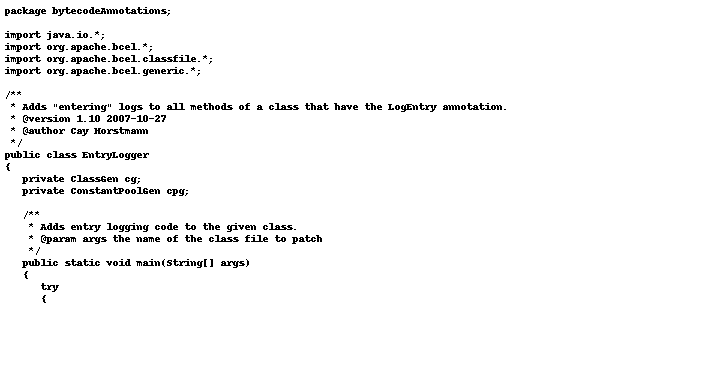 package bytecodeAnnotations;
import java.io.*;
import org.apache.bcel.*;
import org.apache.bcel.classfile.*;
import org.apache.bcel.generic.*;
/**
 * Adds "entering" logs to all methods of a class that have the LogEntry annotation.
 * @version 1.10 2007-10-27
 * @author Cay Horstmann
 */
public class EntryLogger
{
   private ClassGen cg;
   private ConstantPoolGen cpg;
   /**
    * Adds entry logging code to the given class.
    * @param args the name of the class file to patch
    */
   public static void main(String[] args)
   {
      try
      {